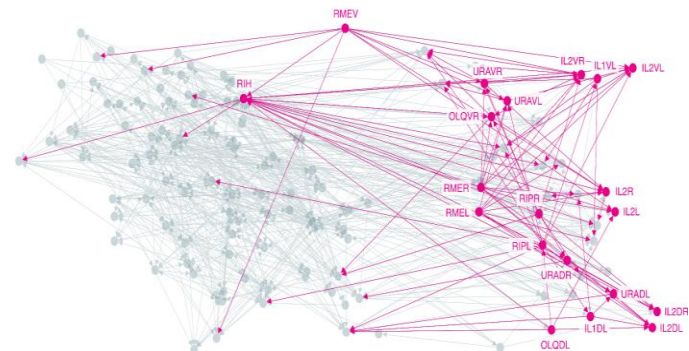 RMEV
IL2VR
IL1VL
IL2VL
RIH
URAVR
URAVL
OLQVR
RMER
RIPR
IL2R
RMEL
IL2L
RIPL
URADR
URADL
IL2DR
IL1DL
IL2DL
OLQDL